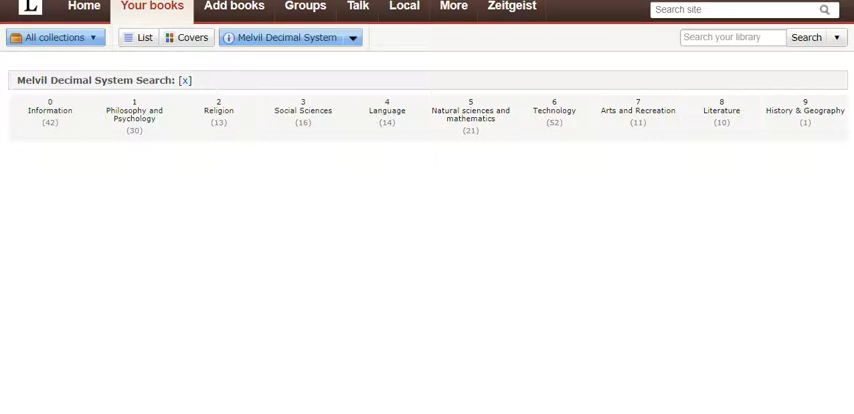 L Home Your books Add books Groups Talk Local More Zeitgeist Search site
All collections List Covers Melvil Decimal System Search your library Search
Melvil Decimal System Search: [x]
0 1 2 3 4 5 6 7 8 9
Information Philosophy and Psychology Religion Social Sciences Language Natural sciences and mathematics Technology Arts and Recreation Literature History & Geography
(42) (30) (13) (16) (14) (21) (52) (11) (10) (1)